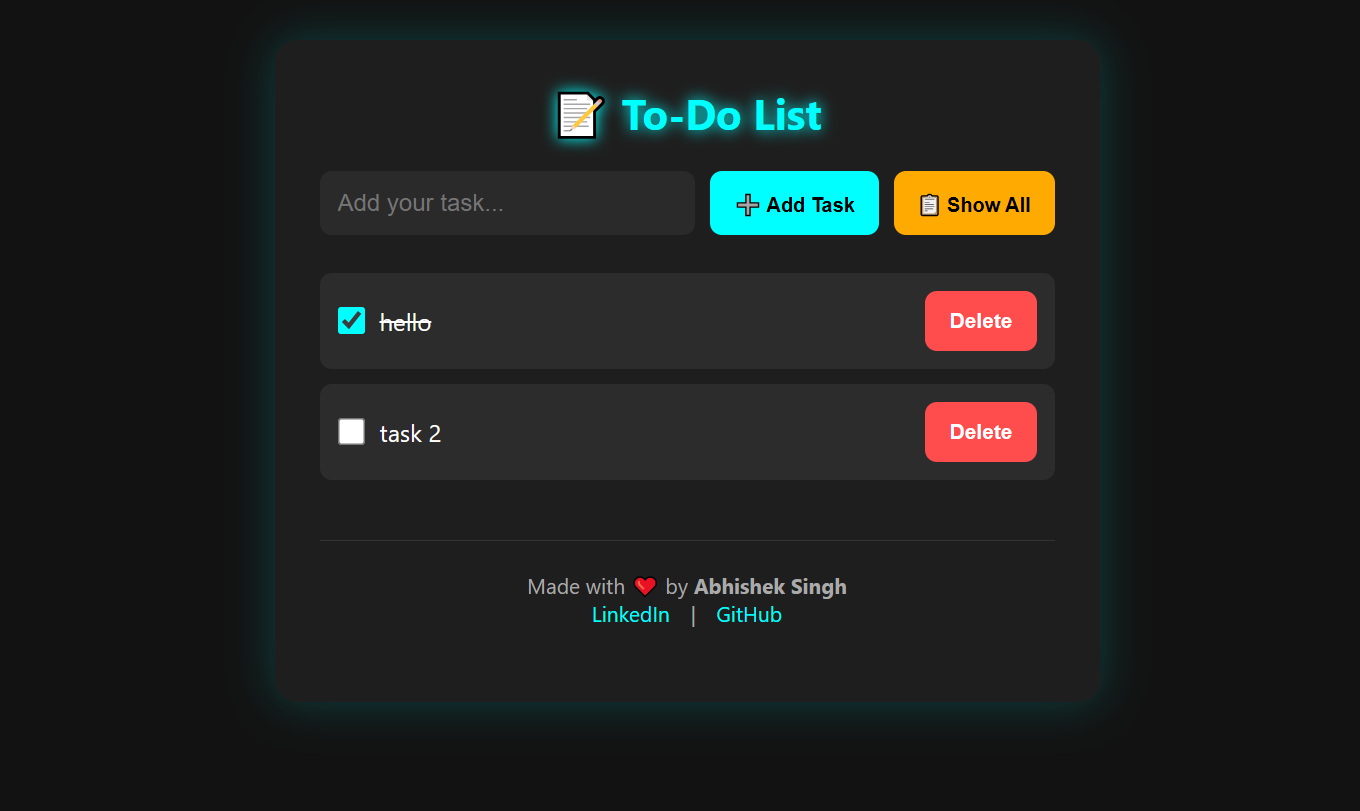 📝 To-Do List
Add your task...
➕ Add Task
📋 Show All
hello
Delete
task 2
Delete
Made with ❤️ by Abhishek Singh
LinkedIn | GitHub